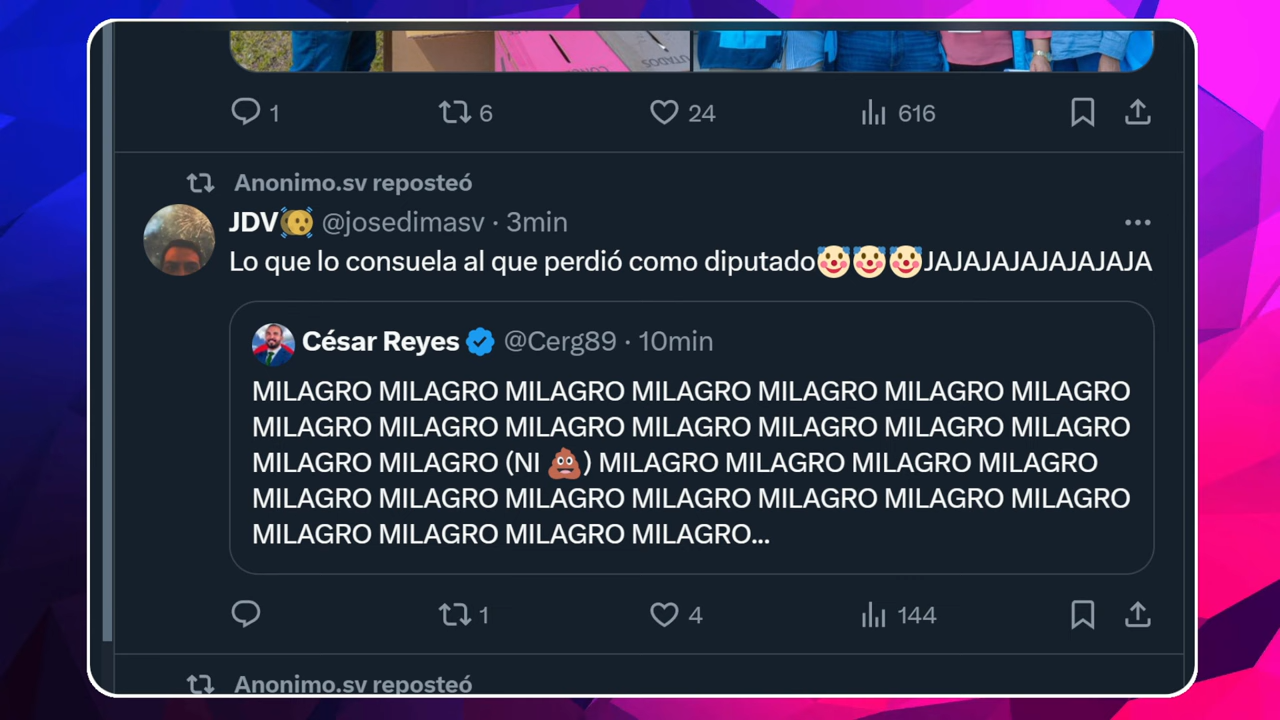 1 6 24 616
Anonimo.sv reposteó
JDV @josedimasv · 3min
Lo que lo consuela al que perdió como diputado🤡🤡🤡JAJAJAJAJAJAJAJA
César Reyes @Cerg89 · 10min
MILAGRO MILAGRO MILAGRO MILAGRO MILAGRO MILAGRO MILAGRO
MILAGRO MILAGRO MILAGRO MILAGRO MILAGRO MILAGRO MILAGRO
MILAGRO MILAGRO (NI 💩) MILAGRO MILAGRO MILAGRO MILAGRO
MILAGRO MILAGRO MILAGRO MILAGRO MILAGRO MILAGRO MILAGRO
MILAGRO MILAGRO MILAGRO MILAGRO...
1 4 144
Anonimo.sv reposteó